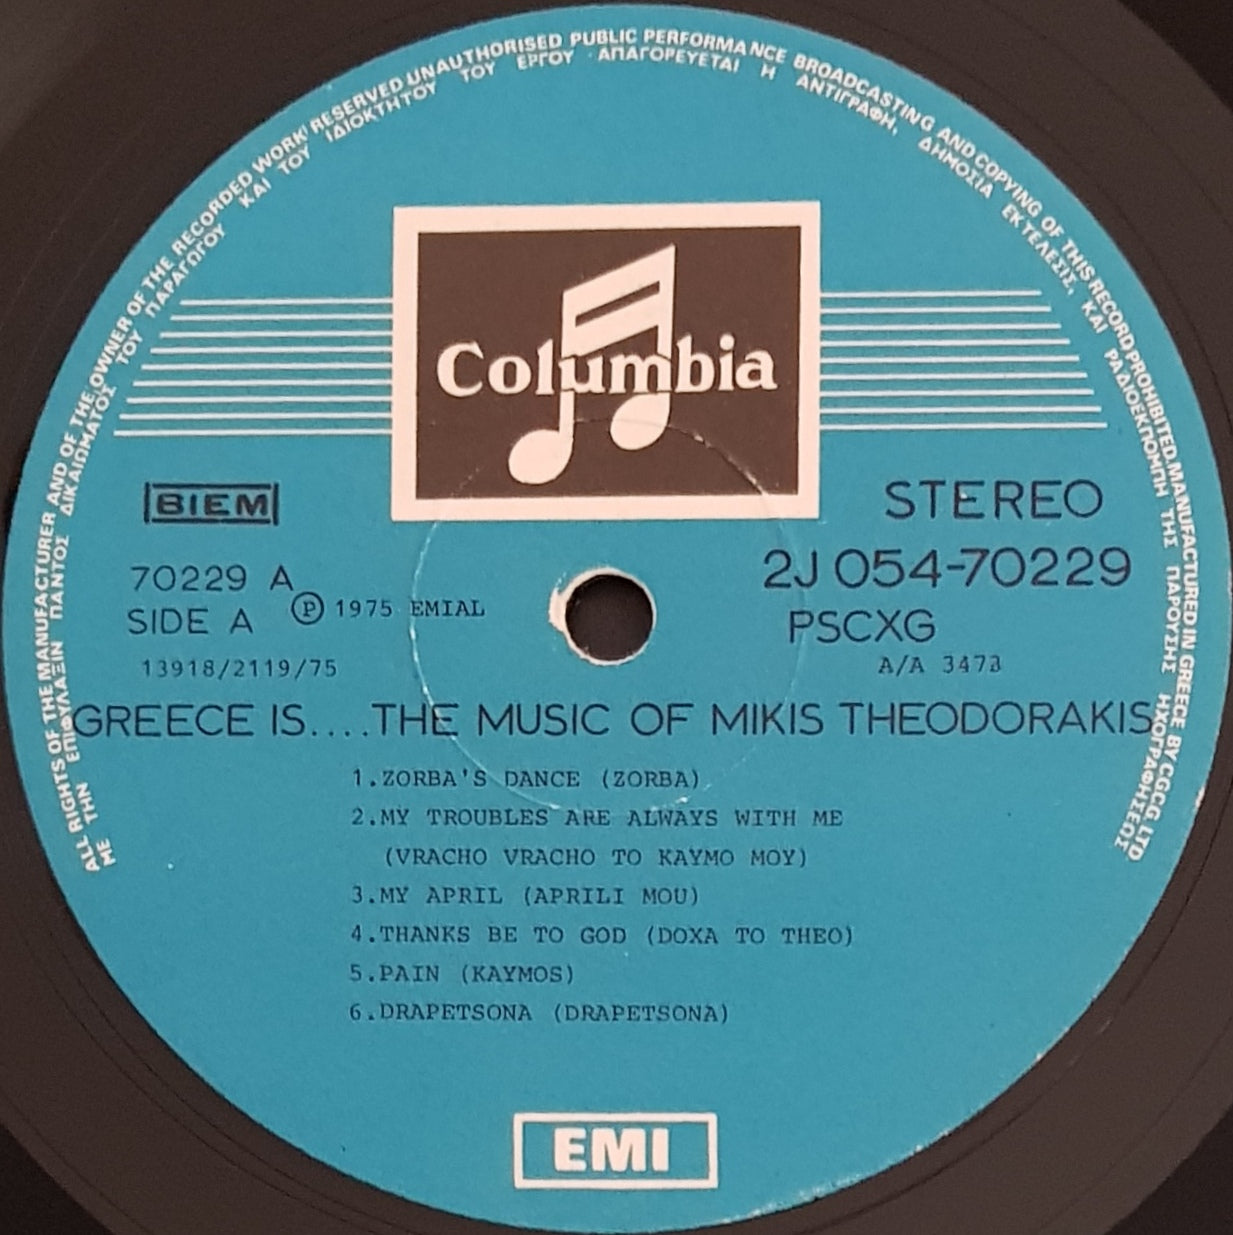 ALL RIGHTS OF THE MANUFACTURER AND OF THE OWNER OF THE RECORDED WORK RESERVED UNAUTHORISED PUBLIC PERFORMANCE BROADCASTING AND COPYING OF THIS RECORD PROHIBITED. MANUFACTURED IN GREECE BY CGCG LTD
ΜΕ ΤΗΝ ΕΠΙΦΥΛΑΞΙΝ ΠΑΝΤΟΣ ΔΙΚΑΙΩΜΑΤΟΣ ΤΟΥ ΠΑΡΑΓΩΓΟΥ ΚΑΙ ΤΟΥ ΙΔΙΟΚΤΗΤΟΥ ΤΟΥ ΕΡΓΟΥ · ΑΠΑΓΟΡΕΥΕΤΑΙ Η ΑΝΤΙΓΡΑΦΗ, ΔΗΜΟΣΙΑ ΕΚΤΕΛΕΣΙΣ, ΚΑΙ ΡΑΔΙΟΕΚΠΟΜΠΗ ΤΗΣ ΠΑΡΟΥΣΗΣ ΗΧΟΓΡΑΦΗΣΕΩΣ
Columbia
BIEM
STEREO
70229 A
2J 054-70229
SIDE A ℗ 1975 EMIAL
PSCXG
13918/2119/75
A/A 3473
GREECE IS....THE MUSIC OF MIKIS THEODORAKIS
1.ZORBA'S DANCE (ZORBA)
2.MY TROUBLES ARE ALWAYS WITH ME
(VRACHO VRACHO TO KAYMO MOY)
3.MY APRIL (APRILI MOU)
4.THANKS BE TO GOD (DOXA TO THEO)
5.PAIN (KAYMOS)
6.DRAPETSONA (DRAPETSONA)
EMI